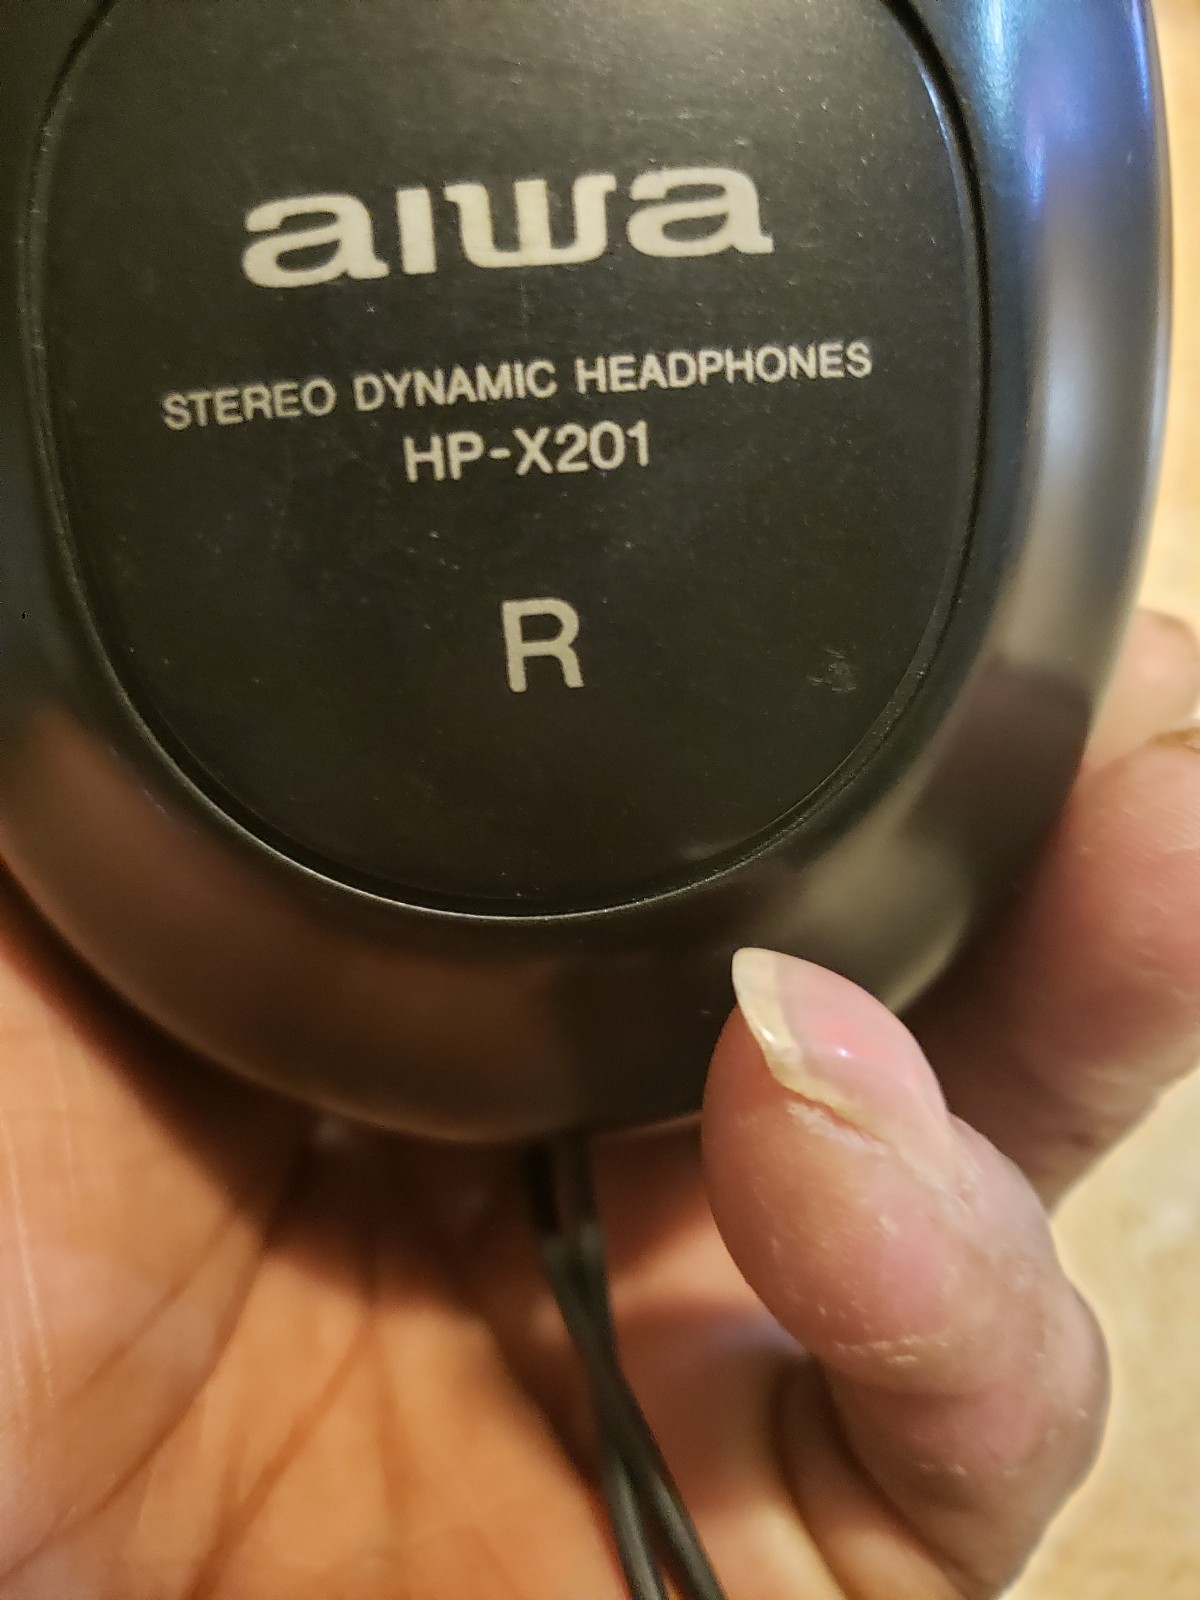 aiwa
STEREO DYNAMIC HEADPHONES
HP-X201
R